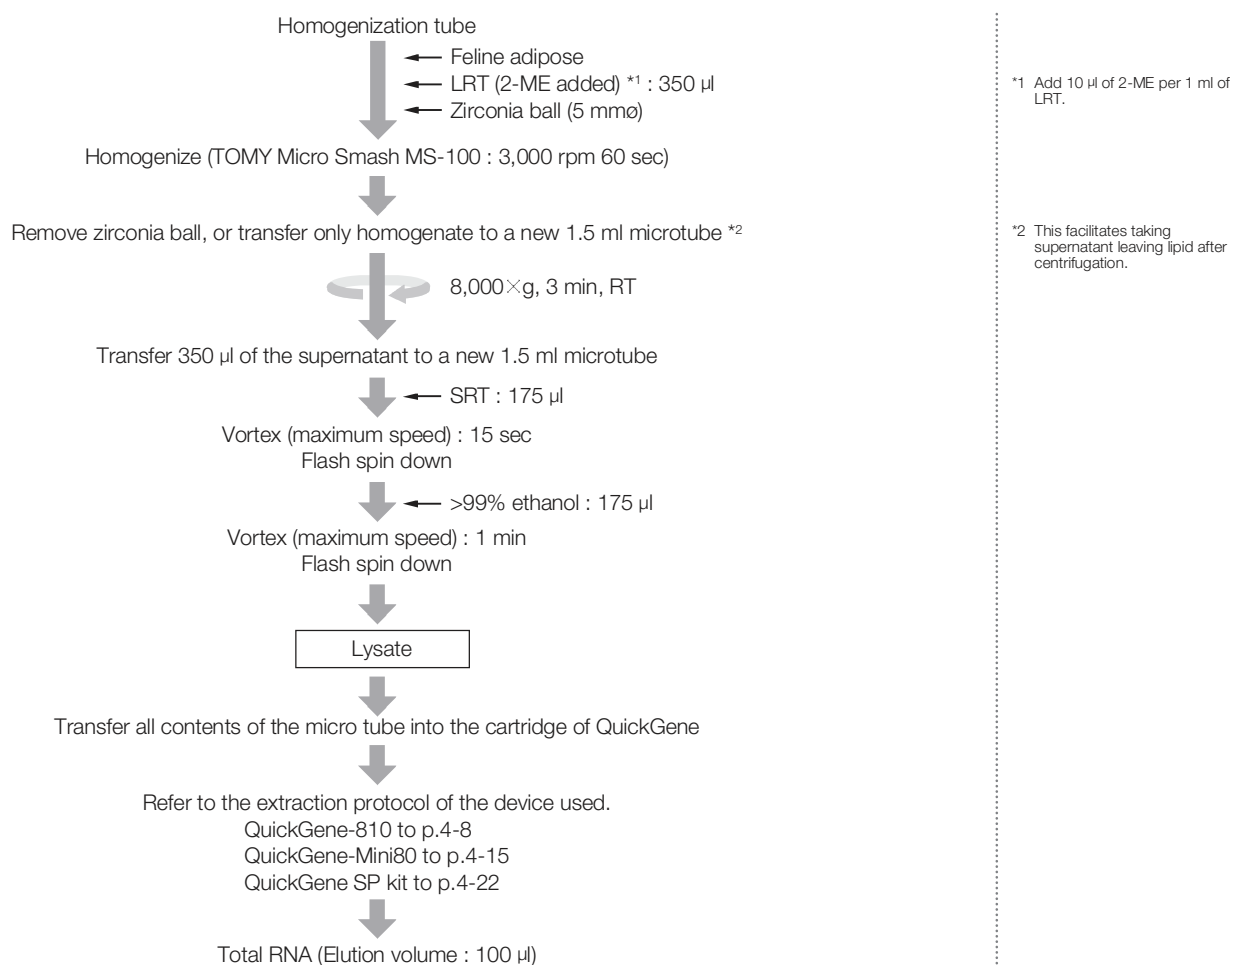 Homogenization tube
Feline adipose
LRT (2-ME added) *1 : 350 μl
Zirconia ball (5 mmø)
*1 Add 10 μl of 2-ME per 1 ml of
LRT.
Homogenize (TOMY Micro Smash MS-100 : 3,000 rpm 60 sec)
Remove zirconia ball, or transfer only homogenate to a new 1.5 ml microtube *2
*2 This facilitates taking
supernatant leaving lipid after
centrifugation.
8,000×g, 3 min, RT
Transfer 350 μl of the supernatant to a new 1.5 ml microtube
SRT : 175 μl
Vortex (maximum speed) : 15 sec
Flash spin down
>99% ethanol : 175 μl
Vortex (maximum speed) : 1 min
Flash spin down
Lysate
Transfer all contents of the micro tube into the cartridge of QuickGene
Refer to the extraction protocol of the device used.
QuickGene-810 to p.4-8
QuickGene-Mini80 to p.4-15
QuickGene SP kit to p.4-22
Total RNA (Elution volume : 100 μl)